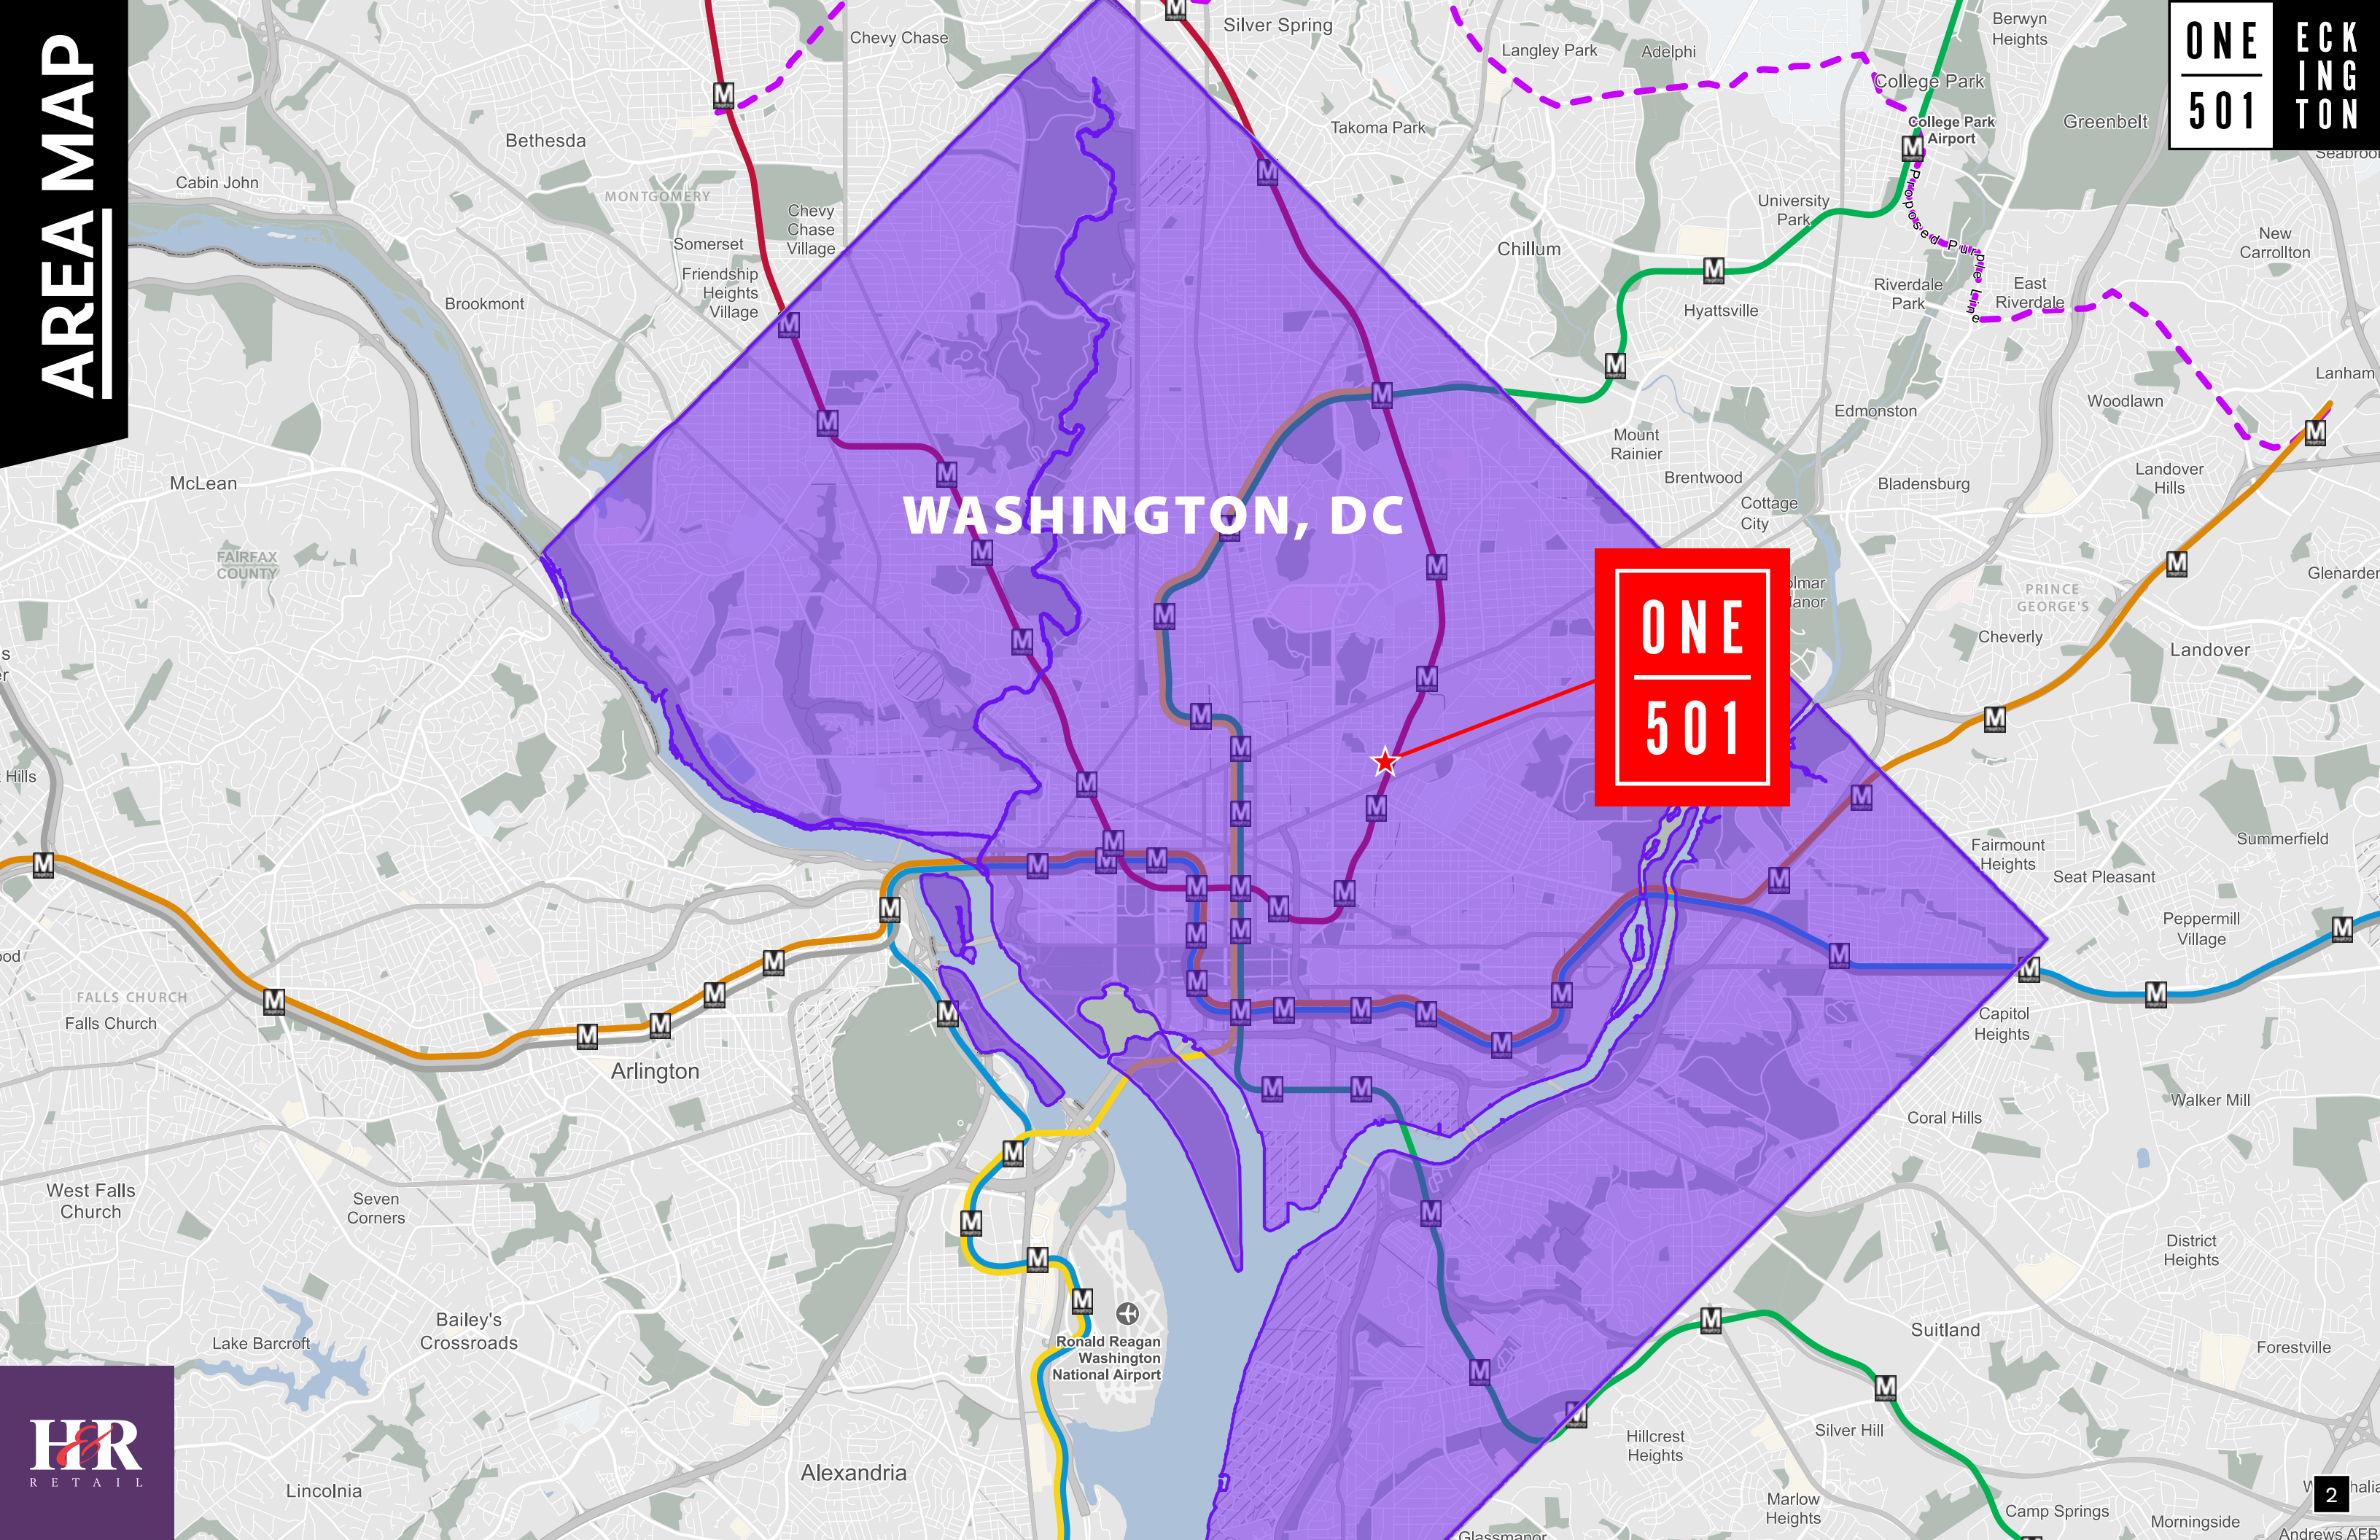 AREA MAP
ONE
501
ECK
ING
TON
Silver Spring
Chevy Chase
Langley Park
Adelphi
Berwyn
Heights
College Park
College Park
Airport
Greenbelt
Takoma Park
Bethesda
Cabin John
MONTGOMERY
Chevy
Chase
Village
Somerset
Friendship
Heights
Village
Brookmont
University
Park
Chillum
Proposed Purple Line
New
Carrollton
Riverdale
Park
East
Riverdale
Hyattsville
Lanham
Woodlawn
Edmonston
Mount
Rainier
Brentwood
Cottage
City
Bladensburg
Landover
Hills
McLean
WASHINGTON, DC
FAIRFAX
COUNTY
PRINCE
GEORGE'S
Cheverly
Landover
ONE
501
Hills
Summerfield
Fairmount
Heights
Seat Pleasant
Peppermill
Village
FALLS CHURCH
Falls Church
Capitol
Heights
Arlington
Coral Hills
Walker Mill
West Falls
Church
Seven
Corners
District
Heights
Bailey's
Crossroads
Lake Barcroft
Ronald Reagan
Washington
National Airport
Suitland
Forestville
Silver Hill
Hillcrest
Heights
Alexandria
Lincolnia
Marlow
Heights
Camp Springs
Morningside
H&R
RETAIL
2